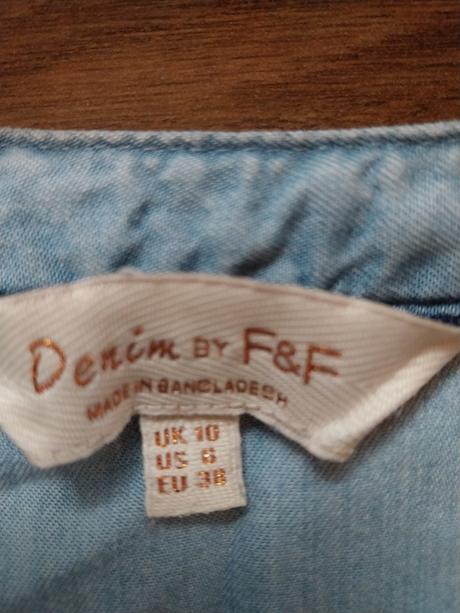 Denim BY F&F
MADE IN BANGLADESH
UK 10
US 6
EU 38